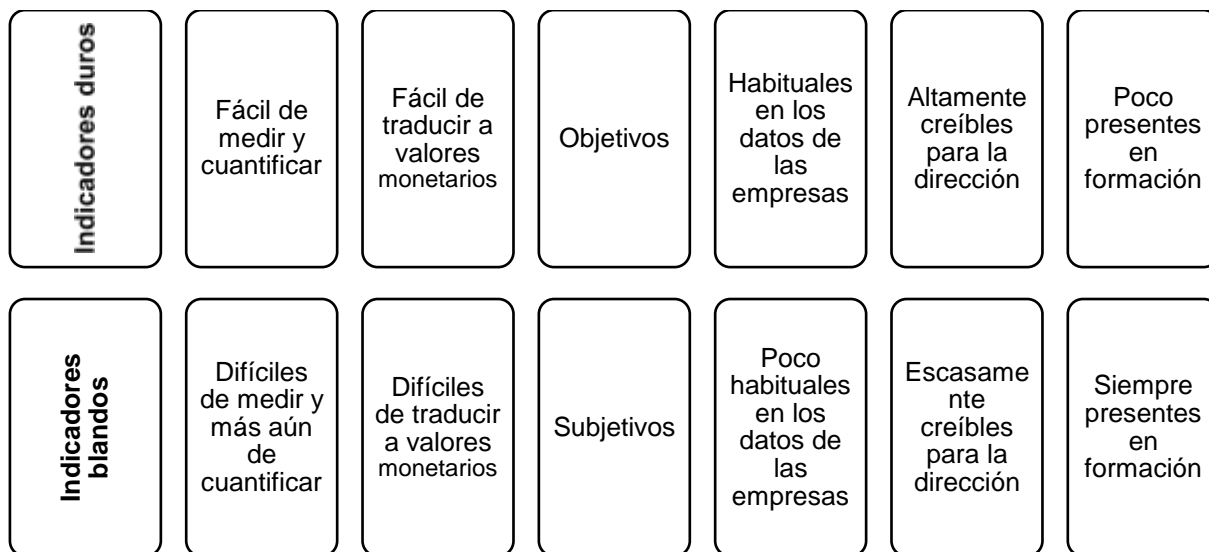 Indicadores duros
Fácil de
medir y
cuantificar
Fácil de
traducir a
valores
monetarios
Objetivos
Habituales
en los
datos de
las
empresas
Altamente
creíbles
para la
dirección
Poco
presentes
en
formación
Indicadores
blandos
Difíciles
de medir y
más aún
de
cuantificar
Difíciles
de traducir
a valores
monetarios
Subjetivos
Poco
habituales
en los
datos de
las
empresas
Escasame
nte
creíbles
para la
dirección
Siempre
presentes
en
formación